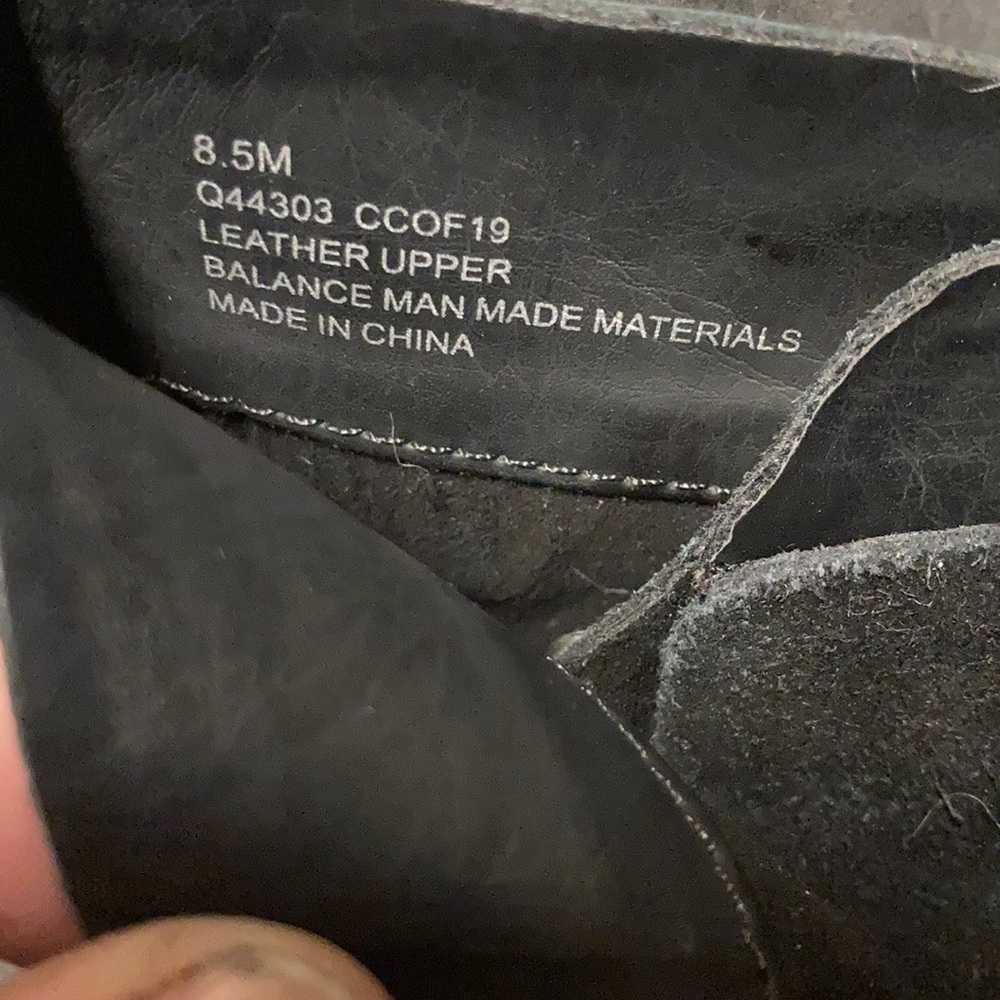 8.5M
Q44303 CCOF19
LEATHER UPPER
BALANCE MAN MADE MATERIALS
MADE IN CHINA